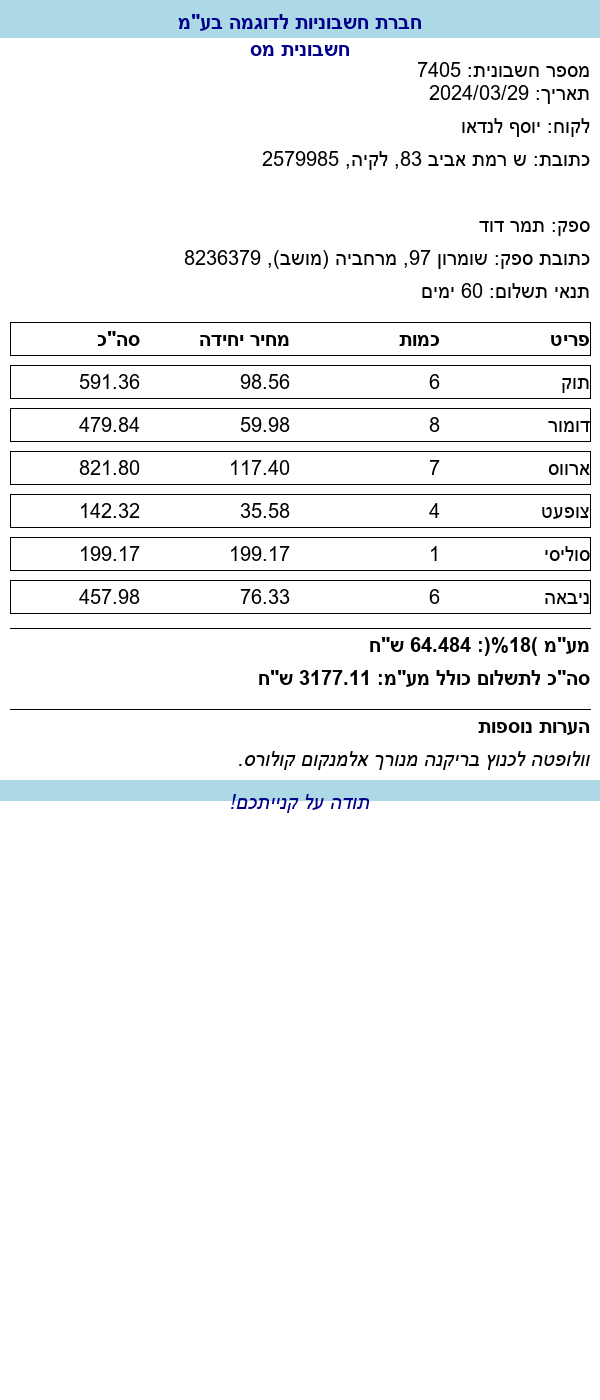 חברת חשבוניות לדוגמה בע"מ
חשבונית מס
מספר חשבונית: 7405
תאריך: 2024/03/29
לקוח: יוסף לנדאו
כתובת: ש רמת אביב 83, לקיה, 2579985
ספק: תמר דוד
כתובת ספק: שומרון 97, מרחביה (מושב), 8236379
תנאי תשלום: 60 ימים
פריט כמות מחיר יחידה סה"כ
תוק 6 98.56 591.36
דומור 8 59.98 479.84
ארווס 7 117.40 821.80
צופעט 4 35.58 142.32
סוליסי 1 199.17 199.17
ניבאה 6 76.33 457.98
מע"מ )18%(: 64.484 ש"ח
סה"כ לתשלום כולל מע"מ: 3177.11 ש"ח
הערות נוספות
וולופטה לכנוץ בריקנה מנורך אלמנקום קולורס.
תודה על קנייתכם!